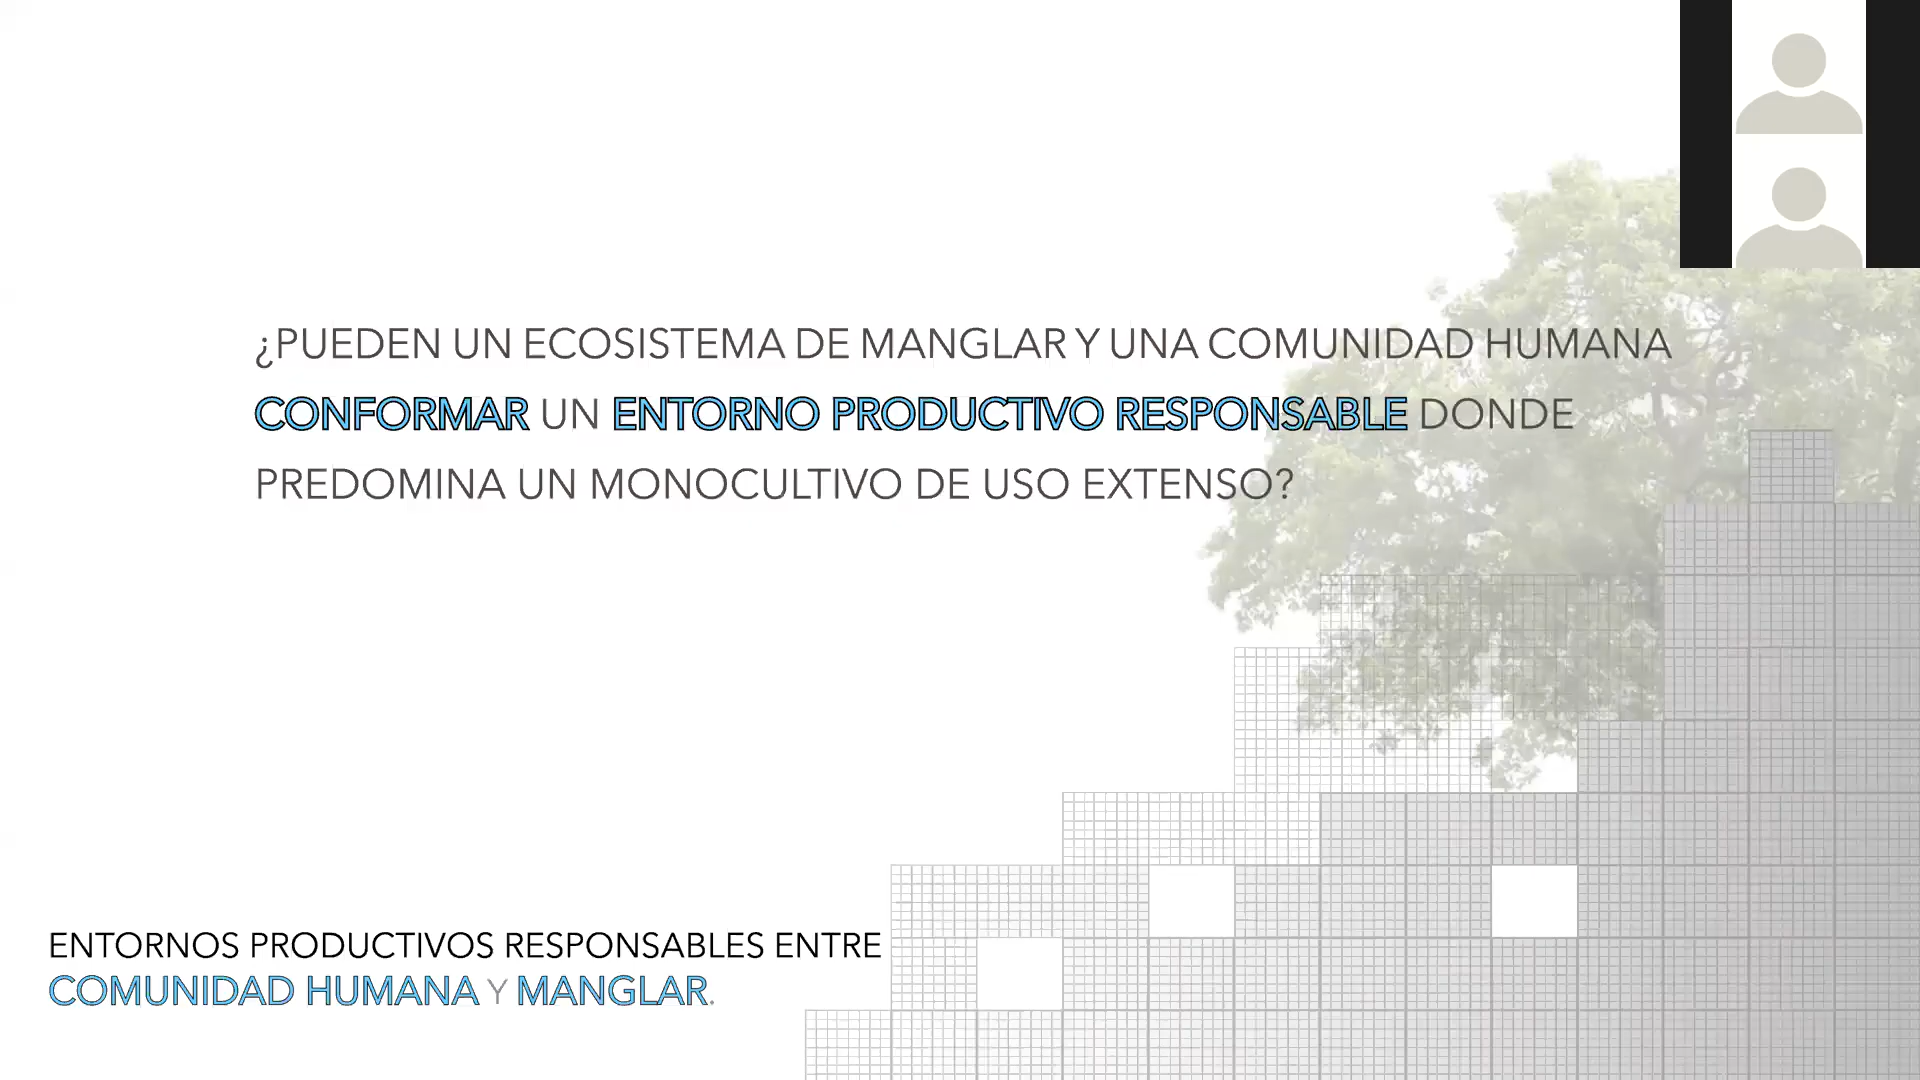 ¿PUEDEN UN ECOSISTEMA DE MANGLAR Y UNA COMUNIDAD HUMANA
CONFORMAR UN ENTORNO PRODUCTIVO RESPONSABLE DONDE
PREDOMINA UN MONOCULTIVO DE USO EXTENSO?
ENTORNOS PRODUCTIVOS RESPONSABLES ENTRE
COMUNIDAD HUMANA Y MANGLAR.